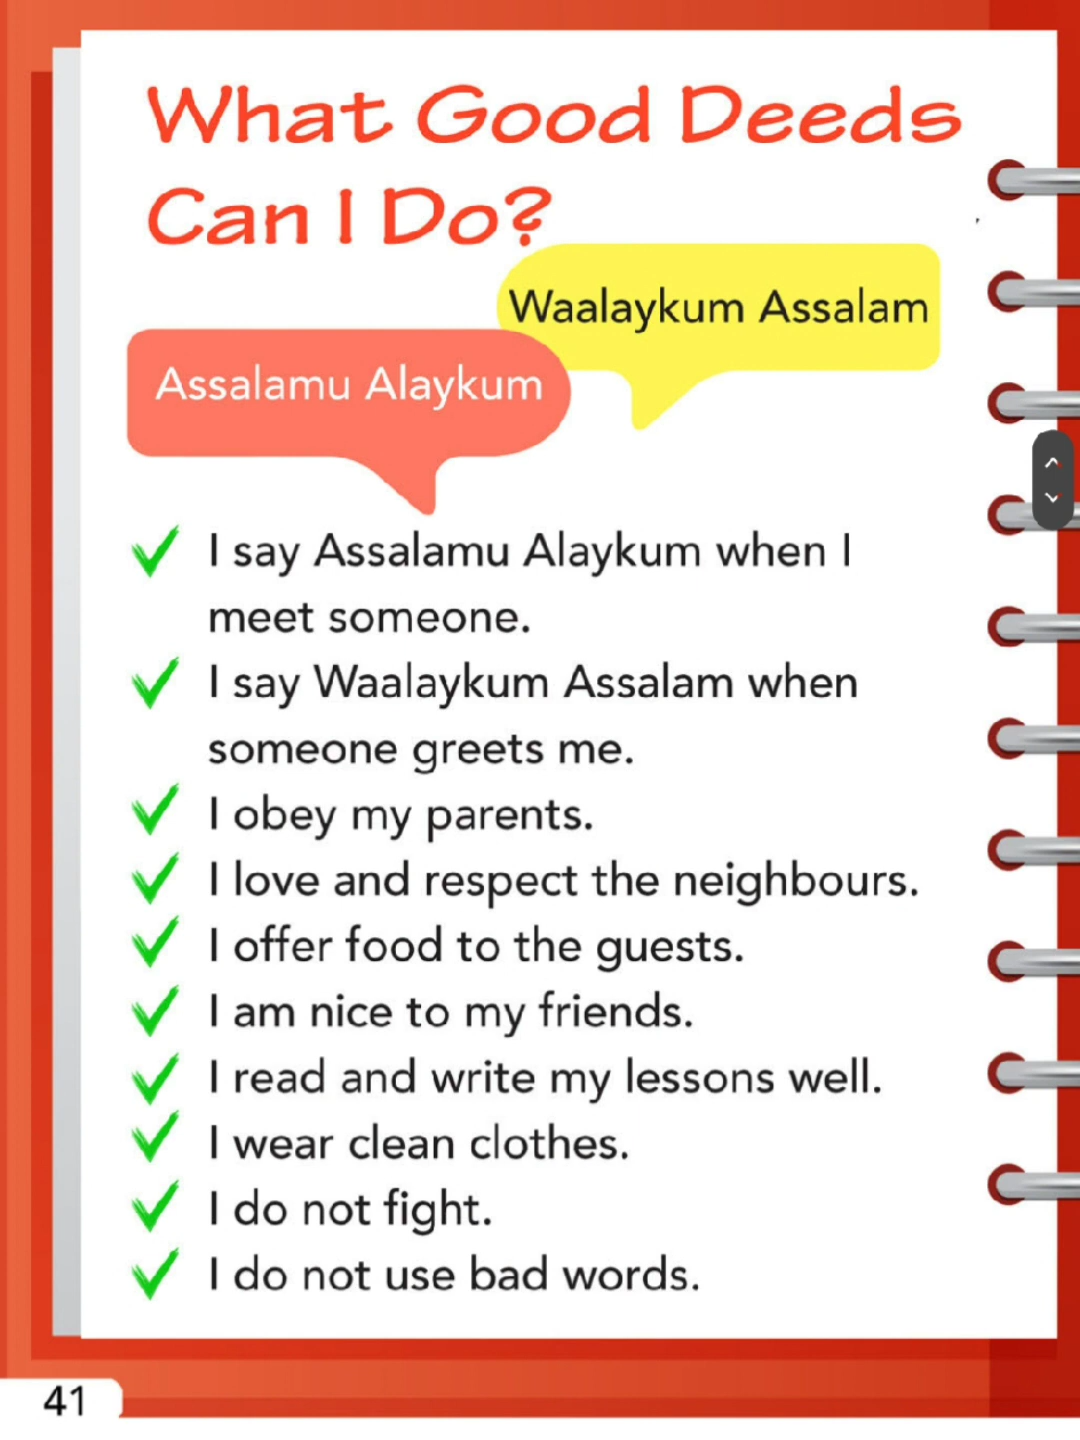 What Good Deeds
Can I Do?
Waalaykum Assalam
Assalamu Alaykum
I say Assalamu Alaykum when I
meet someone.
I say Waalaykum Assalam when
someone greets me.
I obey my parents.
I love and respect the neighbours.
I offer food to the guests.
I am nice to my friends.
I read and write my lessons well.
I wear clean clothes.
I do not fight.
I do not use bad words.
41